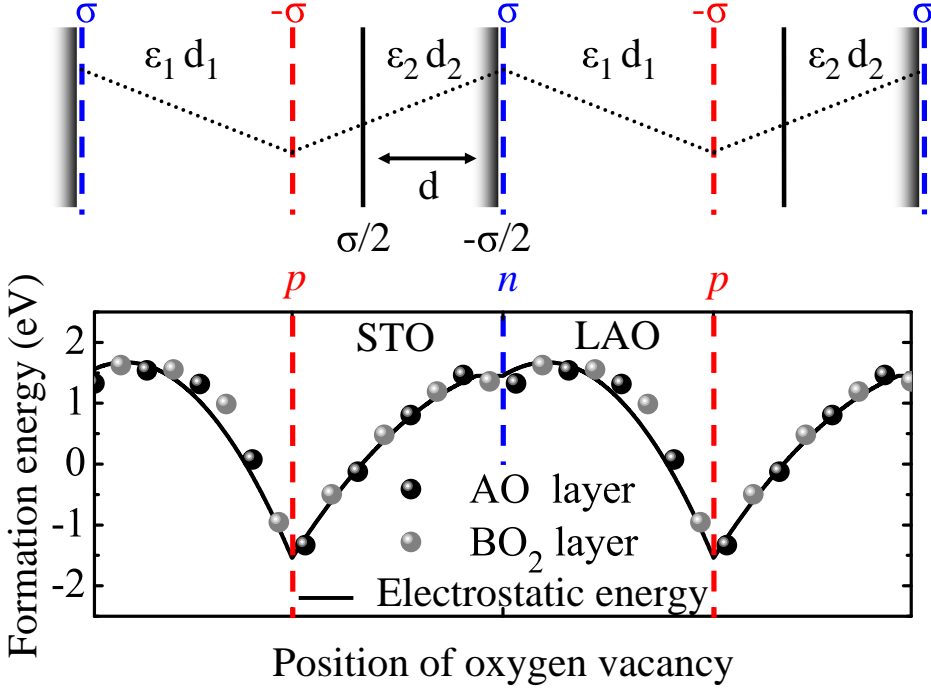 σ -σ σ -σ σ
ε₁ d₁ ε₂ d₂ ε₁ d₁ ε₂ d₂
d
σ/2 -σ/2
p n p
STO LAO
2
1
0
-1
-2
Formation energy (eV)
AO layer
BO₂ layer
Electrostatic energy
Position of oxygen vacancy